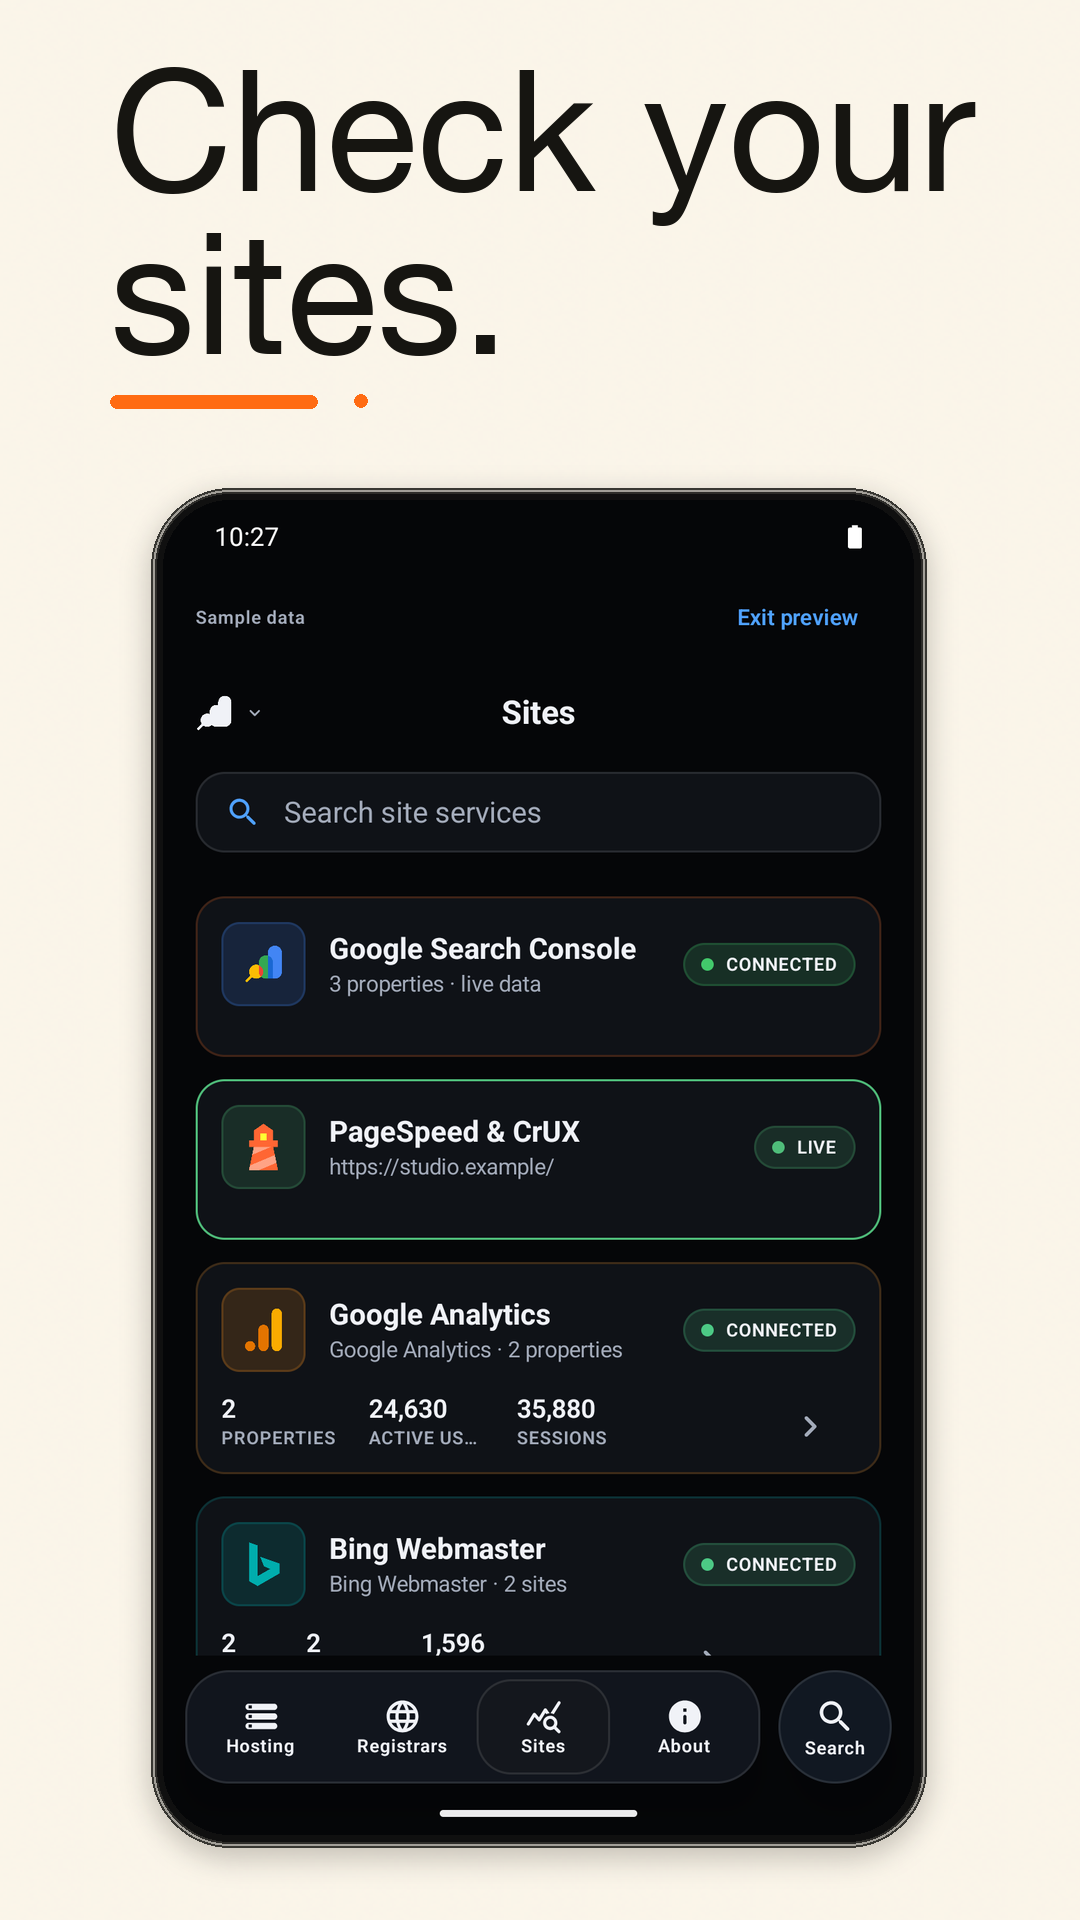 Check your
sites.
10:27
Sample data
Exit preview
Sites
Search site services
Google Search Console
3 properties · live data
CONNECTED
PageSpeed & CrUX
https://studio.example/
LIVE
Google Analytics
Google Analytics · 2 properties
CONNECTED
2 24,630 35,880
PROPERTIES ACTIVE US... SESSIONS
Bing Webmaster
Bing Webmaster · 2 sites
CONNECTED
2 2 1,596
Hosting Registrars Sites About Search